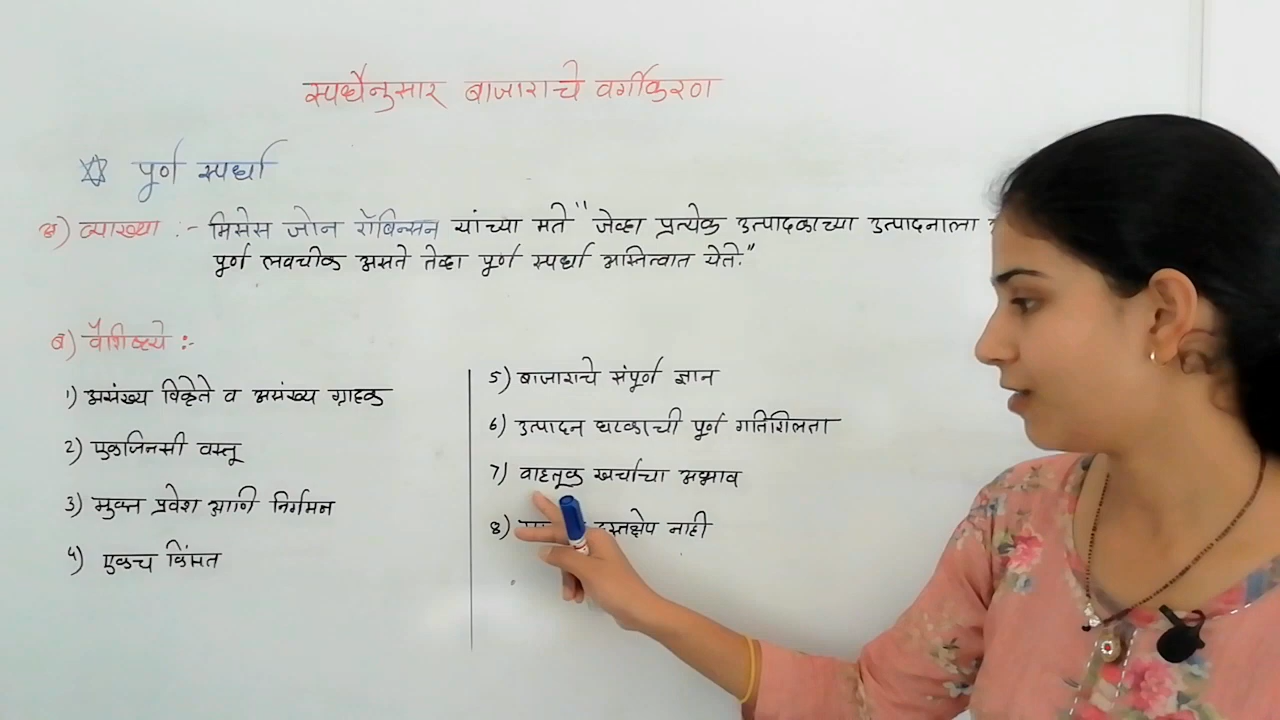 स्पर्धेनुसार बाजाराचे वर्गीकरण
पूर्ण स्पर्धा
अ) व्याख्या :- मिसेस जोन रॉबिन्सन यांच्या मते " जेव्हा प्रत्येक उत्पादकाच्या उत्पादनाला
पूर्ण लवचीक असते तेव्हा पूर्ण स्पर्धा अस्तित्वात येते."
ब) वैशिष्ट्ये :-
1) असंख्य विक्रेते व असंख्य ग्राहक
2) एकजिनसी वस्तू
3) मुक्त प्रवेश आणि निर्गमन
4) एकच किंमत
5) बाजाराचे संपूर्ण ज्ञान
6) उत्पादन घटकाची पूर्ण गतिशिलता
7) वाहतूक खर्चाचा अभाव
8) हस्तक्षेप नाही